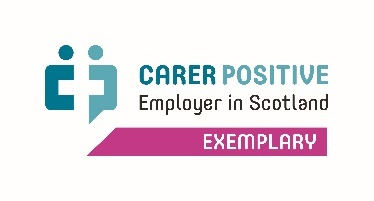 CARER POSITIVE
Employer in Scotland
EXEMPLARY